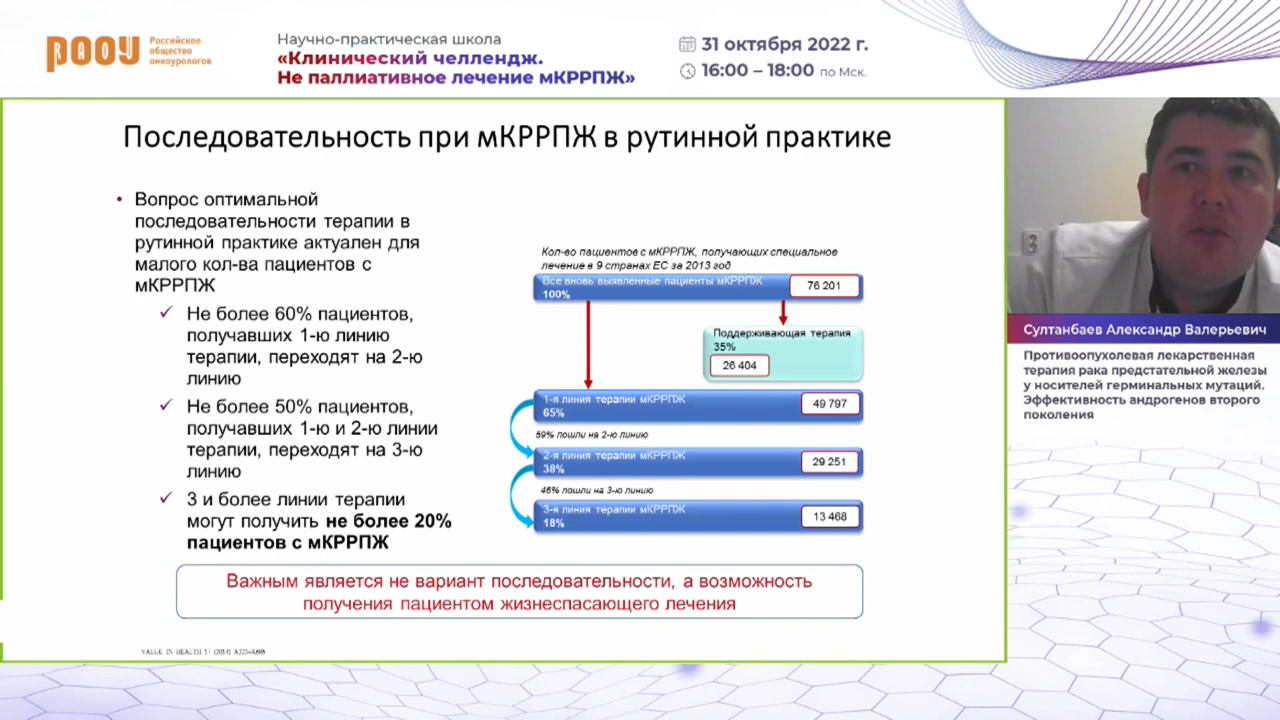 РООУ
Российское
общество
онкоурологов
Научно-практическая школа
«Клинический челлендж.
Не паллиативное лечение мКРРПЖ»
31 октября 2022 г.
16:00 – 18:00 по Мск.
Последовательность при мКРРПЖ в рутинной практике
• Вопрос оптимальной
последовательности терапии в
рутинной практике актуален для
малого кол-ва пациентов с
мКРРПЖ
✓ Не более 60% пациентов,
получавших 1-ю линию
терапии, переходят на 2-ю
линию
✓ Не более 50% пациентов,
получавших 1-ю и 2-ю линии
терапии, переходят на 3-ю
линию
✓ 3 и более линии терапии
могут получить не более 20%
пациентов с мКРРПЖ
Кол-во пациентов с мКРРПЖ, получающих специальное
лечение в 9 странах ЕС за 2013 год
Все вновь выявленные пациенты мКРРПЖ
100%
76 201
Поддерживающая терапия
35%
26 404
1-я линия терапии мКРРПЖ
65%
49 797
59% пошли на 2-ю линию
2-я линия терапии мКРРПЖ
38%
29 251
46% пошли на 3-ю линию
3-я линия терапии мКРРПЖ
18%
13 468
Важным является не вариант последовательности, а возможность
получения пациентом жизнеспасающего лечения
VALUE IN HEALTH (2014)
Султанбаев Александр Валерьевич
Противоопухолевая лекарственная
терапия рака предстательной железы
у носителей герминальных мутаций.
Эффективность андрогенов второго
поколения